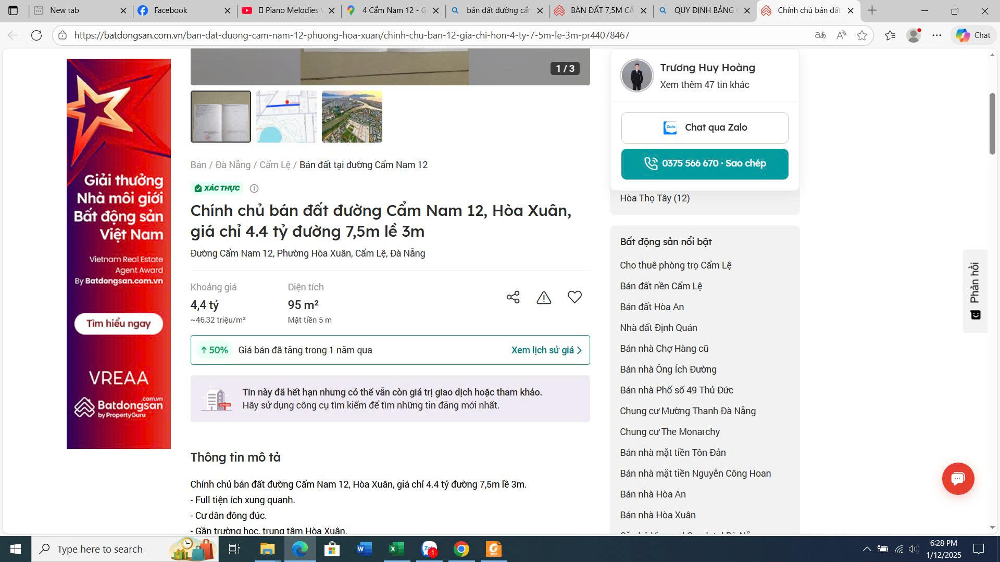 New tab
Facebook
Piano Melodies
4 Cẩm Nam 12 - G
bán đất đường cẩn
BÁN ĐẤT 7,5M CẨ
QUY ĐỊNH BẢNG
Chính chủ bán đất
https://batdongsan.com.vn/ban-dat-duong-cam-nam-12-phuong-hoa-xuan/chinh-chu-ban-12-gia-chi-hon-4-ty-7-5m-le-3m-pr44078467
Chat
Giải thưởng
Nhà môi giới
Bất động sản
Việt Nam
Vietnam Real Estate
Agent Award
By Batdongsan.com.vn
Tìm hiểu ngay
VREAA
.com.vn
Batdongsan
by PropertyGuru
1 / 3
Bán / Đà Nẵng / Cẩm Lệ / Bán đất tại đường Cẩm Nam 12
XÁC THỰC
Chính chủ bán đất đường Cẩm Nam 12, Hòa Xuân,
giá chỉ 4.4 tỷ đường 7,5m lề 3m
Đường Cẩm Nam 12, Phường Hòa Xuân, Cẩm Lệ, Đà Nẵng
Khoảng giá
4,4 tỷ
~46,32 triệu/m²
Diện tích
95 m²
Mặt tiền 5 m
50%
Giá bán đã tăng trong 1 năm qua
Xem lịch sử giá
EXPIRED
Tin này đã hết hạn nhưng có thể vẫn còn giá trị giao dịch hoặc tham khảo.
Hãy sử dụng công cụ tìm kiếm để tìm những tin đăng mới nhất.
Thông tin mô tả
Chính chủ bán đất đường Cẩm Nam 12, Hòa Xuân, giá chỉ 4.4 tỷ đường 7,5m lề 3m.
- Full tiện ích xung quanh.
- Cư dân đông đúc.
- Gần trường học, trung tâm Hòa Xuân.
Trương Huy Hoàng
Xem thêm 47 tin khác
Zalo
Chat qua Zalo
0375 566 670 · Sao chép
Hòa Thọ Tây (12)
Bất động sản nổi bật
Cho thuê phòng trọ Cẩm Lệ
Bán đất nền Cẩm Lệ
Bán đất Hòa An
Nhà đất Định Quán
Bán nhà Chợ Hàng cũ
Bán nhà Ông Ích Đường
Bán nhà Phố số 49 Thủ Đức
Chung cư Mường Thanh Đà Nẵng
Chung cư The Monarchy
Bán nhà mặt tiền Tôn Đản
Bán nhà mặt tiền Nguyễn Công Hoan
Bán nhà Hòa An
Bán nhà Hòa Xuân
Phản hồi
Type here to search
1
6:28 PM
1/12/2025